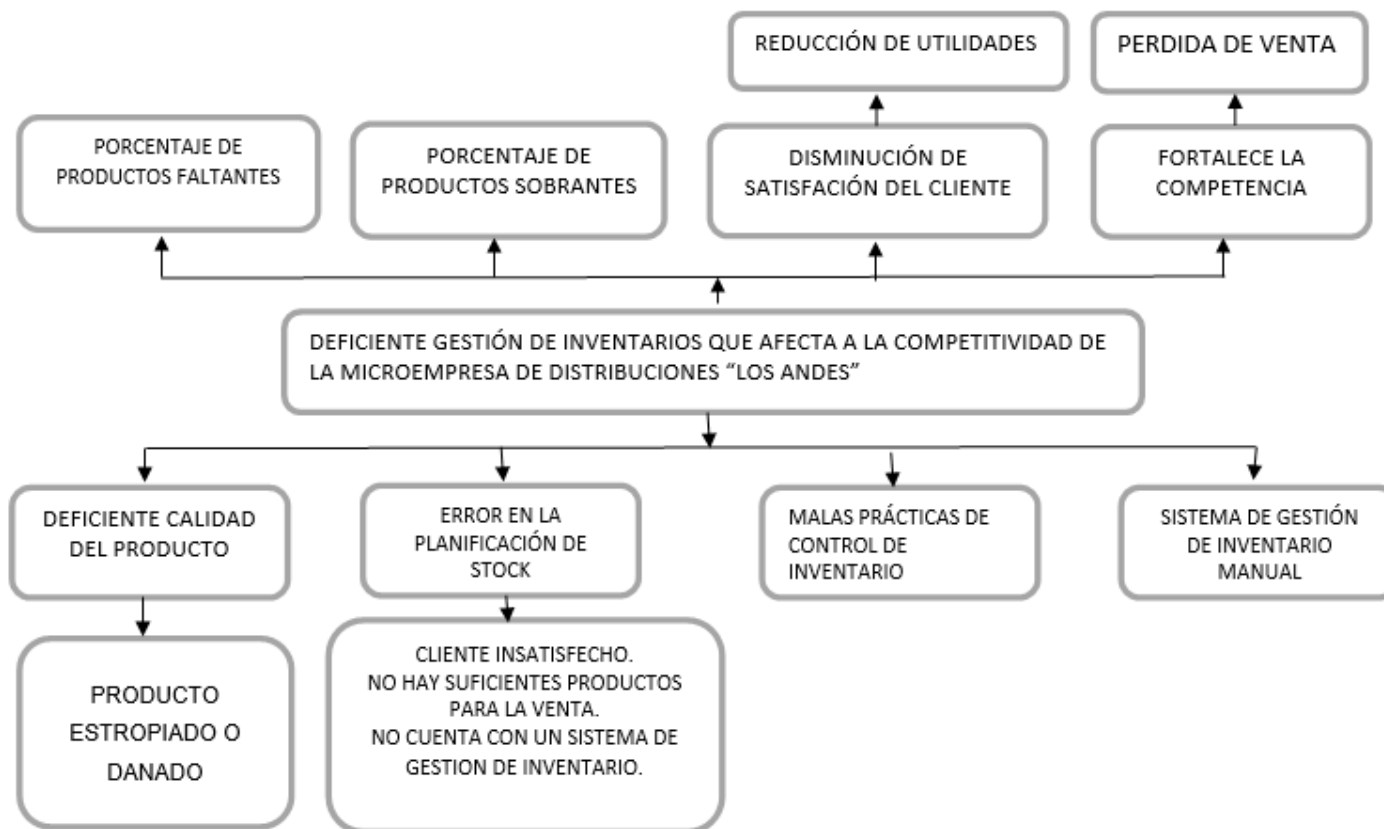 REDUCCIÓN DE UTILIDADES
PERDIDA DE VENTA
PORCENTAJE DE
PRODUCTOS FALTANTES
PORCENTAJE DE
PRODUCTOS SOBRANTES
DISMINUCIÓN DE
SATISFACIÓN DEL CLIENTE
FORTALECE LA
COMPETENCIA
DEFICIENTE GESTIÓN DE INVENTARIOS QUE AFECTA A LA COMPETITIVIDAD DE
LA MICROEMPRESA DE DISTRIBUCIONES “LOS ANDES”
DEFICIENTE CALIDAD
DEL PRODUCTO
ERROR EN LA
PLANIFICACIÓN DE
STOCK
MALAS PRÁCTICAS DE
CONTROL DE
INVENTARIO
SISTEMA DE GESTIÓN
DE INVENTARIO
MANUAL
PRODUCTO
ESTROPIADO O
DANADO
CLIENTE INSATISFECHO.
NO HAY SUFICIENTES PRODUCTOS
PARA LA VENTA.
NO CUENTA CON UN SISTEMA DE
GESTION DE INVENTARIO.